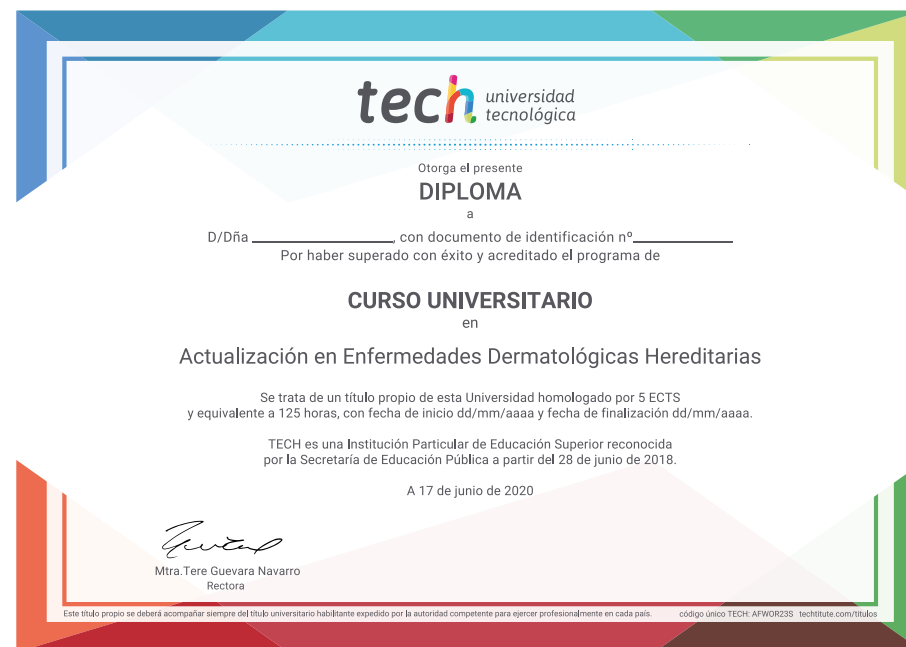 tech universidad
tecnológica
Otorga el presente
DIPLOMA
a
D/Dña ____________________, con documento de identificación nº______________
Por haber superado con éxito y acreditado el programa de
CURSO UNIVERSITARIO
en
Actualización en Enfermedades Dermatológicas Hereditarias
Se trata de un título propio de esta Universidad homologado por 5 ECTS
y equivalente a 125 horas, con fecha de inicio dd/mm/aaaa y fecha de finalización dd/mm/aaaa.
TECH es una Institución Particular de Educación Superior reconocida
por la Secretaría de Educación Pública a partir del 28 de junio de 2018.
A 17 de junio de 2020
Mtra.Tere Guevara Navarro
Rectora
Este título propio se deberá acompañar siempre del título universitario habilitante expedido por la autoridad competente para ejercer profesionalmente en cada país. código único TECH: AFWOR23S techtitute.com/titulos